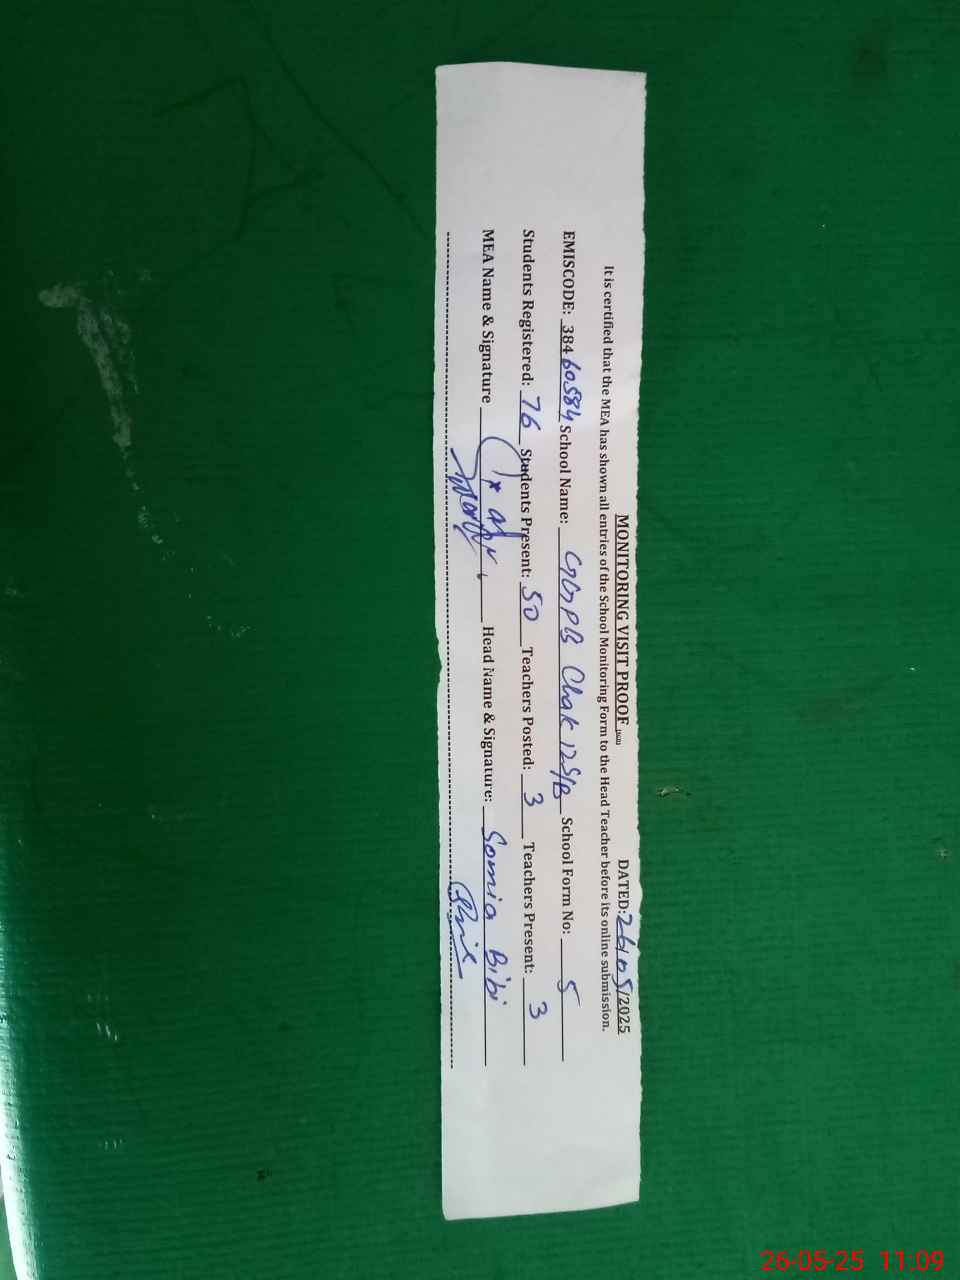 MONITORING VISIT PROOF DATED: 26/05/2025
It is certified that the MEA has shown all entries of the School Monitoring Form to the Head Teacher before its online submission.
EMISCODE: 38460584 School Name: GGPS Chak 12S/B School Form No: 5
Students Registered: 76 Students Present: 50 Teachers Posted: 3 Teachers Present: 3
MEA Name & Signature Head Name & Signature: Somia Bibi
26-05-25 11:09